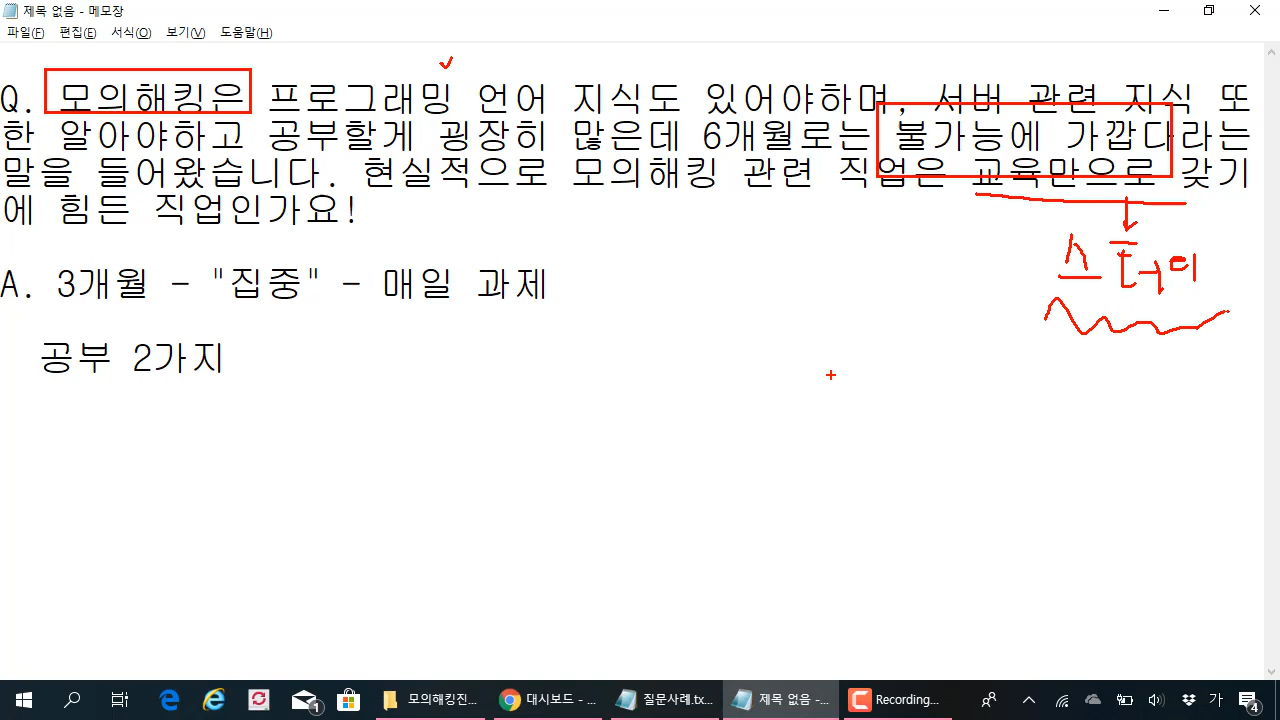 제목 없음 - 메모장
파일(F) 편집(E) 서식(O) 보기(V) 도움말(H)
Q. 모의해킹은 프로그래밍 언어 지식도 있어야하며, 서버 관련 지식 또
한 알아야하고 공부할게 굉장히 많은데 6개월로는 불가능에 가깝다라는
말을 들어왔습니다. 현실적으로 모의해킹 관련 직업은 교육만으로 갖기
에 힘든 직업인가요!
스터디
A. 3개월 - "집중" - 매일 과제
공부 2가지
모의해킹진... 대시보드 - ... 질문사례.tx... 제목 없음 -... Recording... 가
1 4